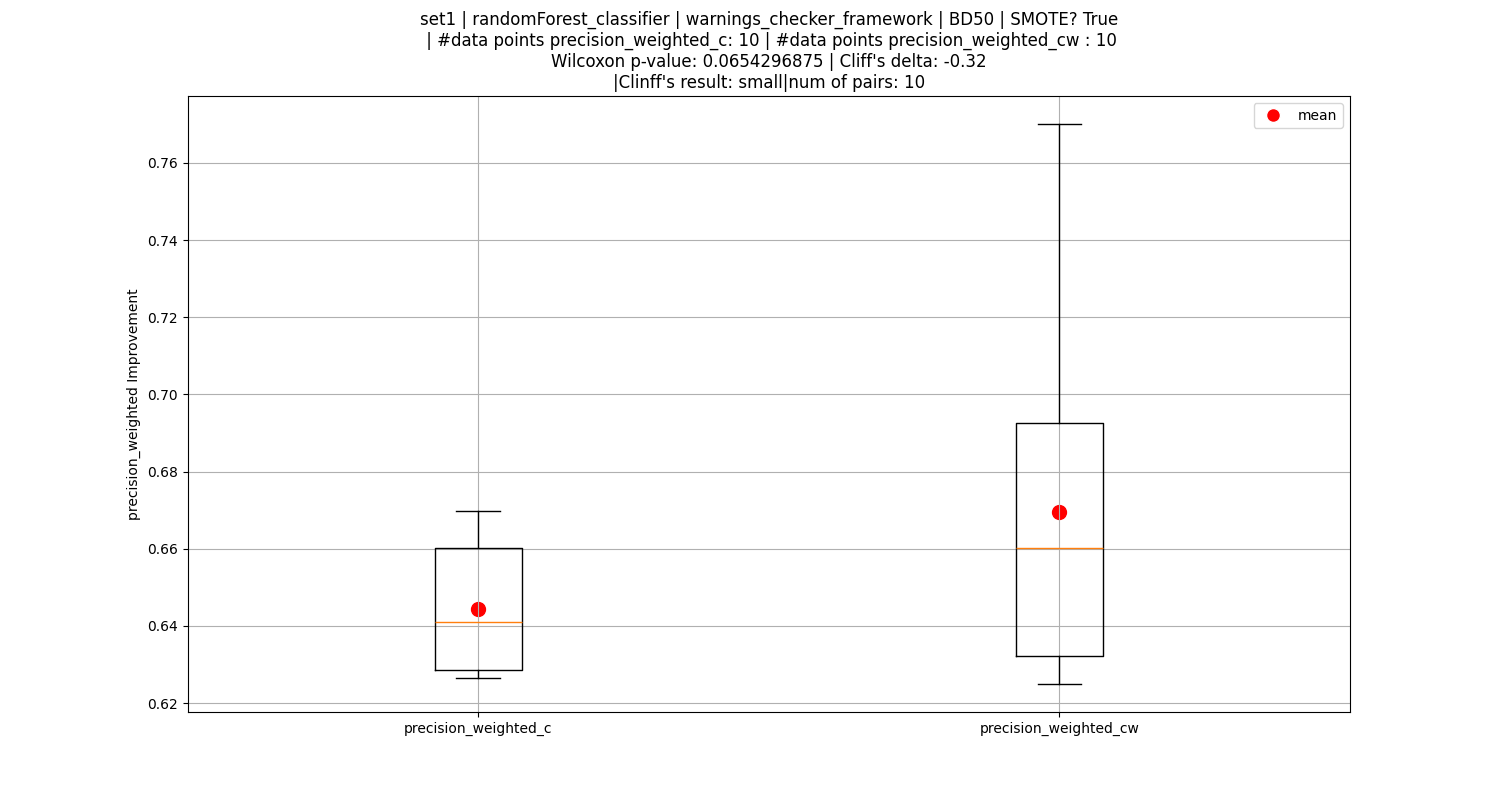 set1 | randomForest_classifier | warnings_checker_framework | BD50 | SMOTE? True
| #data points precision_weighted_c: 10 | #data points precision_weighted_cw : 10
Wilcoxon p-value: 0.0654296875 | Cliff's delta: -0.32
|Clinff's result: small|num of pairs: 10
mean
0.76
0.74
0.72
0.70
0.68
0.66
0.64
0.62
precision_weighted Improvement
precision_weighted_c
precision_weighted_cw